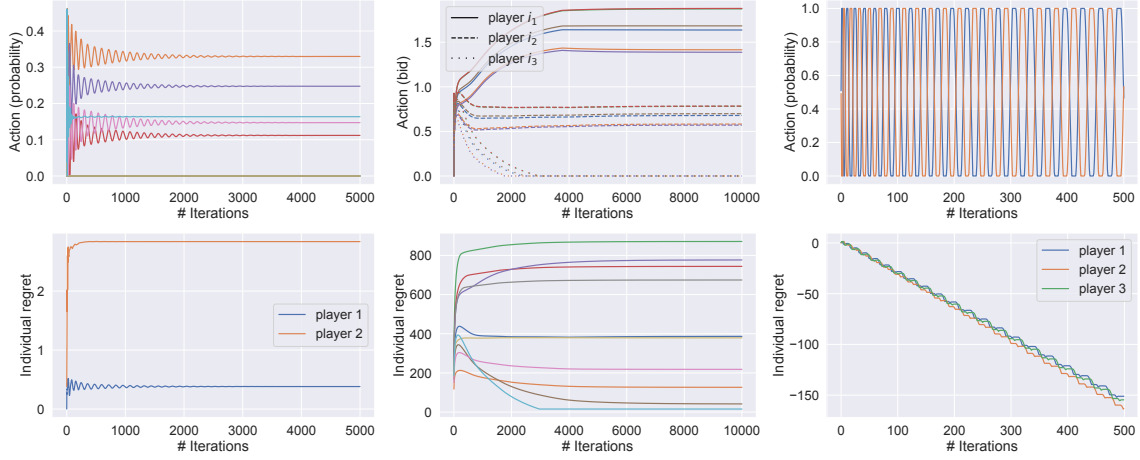 Action (probability)
0.4
0.3
0.2
0.1
0.0
0 1000 2000 3000 4000 5000
# Iterations
Action (bid)
1.5
1.0
0.5
0.0
player i1
player i2
player i3
0 2000 4000 6000 8000 10000
# Iterations
Action (probability)
1.0
0.8
0.6
0.4
0.2
0.0
0 100 200 300 400 500
# Iterations
Individual regret
2
1
0
player 1
player 2
0 1000 2000 3000 4000 5000
# Iterations
Individual regret
800
600
400
200
0
0 2000 4000 6000 8000 10000
# Iterations
Individual regret
0
−50
−100
−150
player 1
player 2
player 3
0 100 200 300 400 500
# Iterations